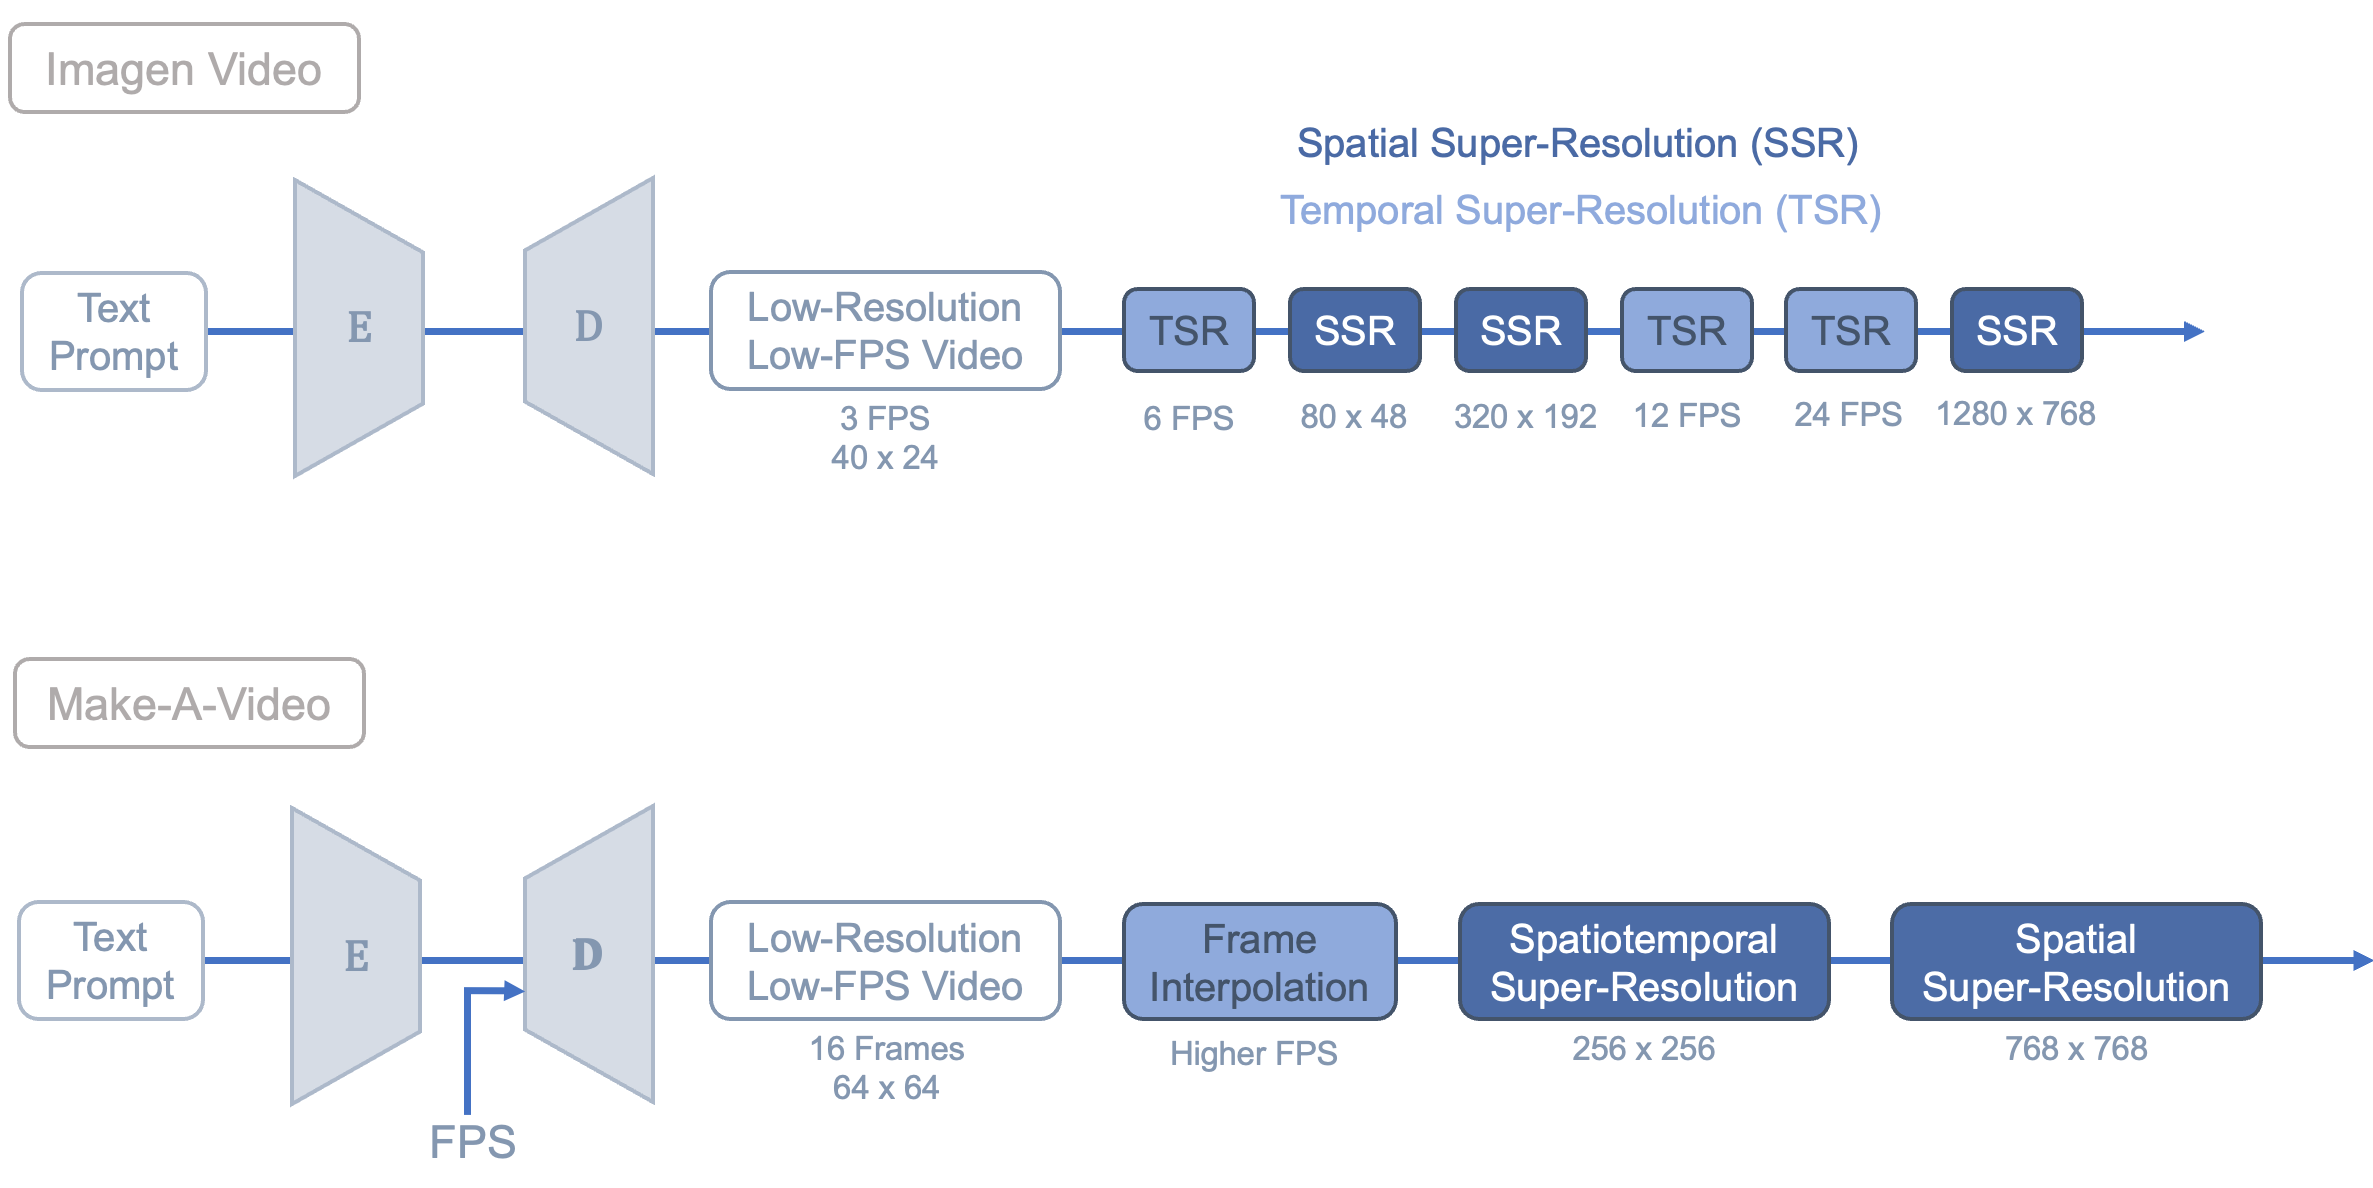 Imagen Video
Spatial Super-Resolution (SSR)
Temporal Super-Resolution (TSR)
Text
Prompt
E
D
Low-Resolution
Low-FPS Video
3 FPS
40 x 24
TSR
6 FPS
SSR
80 x 48
SSR
320 x 192
TSR
12 FPS
TSR
24 FPS
SSR
1280 x 768
Make-A-Video
Text
Prompt
E
FPS
D
Low-Resolution
Low-FPS Video
16 Frames
64 x 64
Frame
Interpolation
Higher FPS
Spatiotemporal
Super-Resolution
256 x 256
Spatial
Super-Resolution
768 x 768